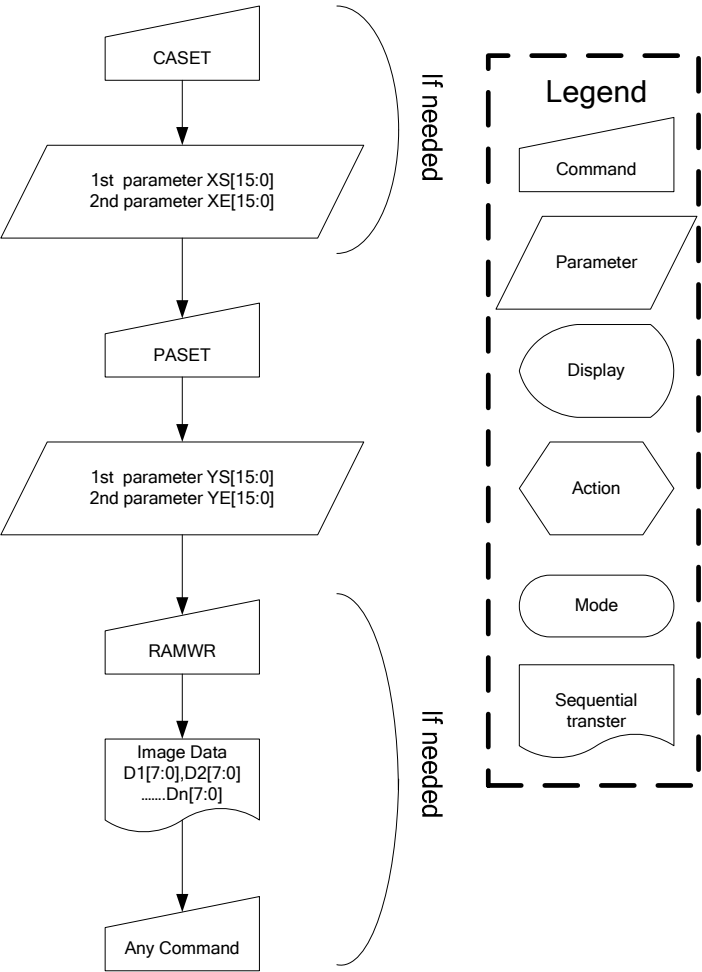 CASET
If needed
1st  parameter XS[15:0]
2nd parameter XE[15:0]
PASET
1st  parameter YS[15:0]
2nd parameter YE[15:0]
RAMWR
Image Data
D1[7:0],D2[7:0]
.......Dn[7:0]
If needed
Any Command
Legend
Command
Parameter
Display
Action
Mode
Sequential
transter